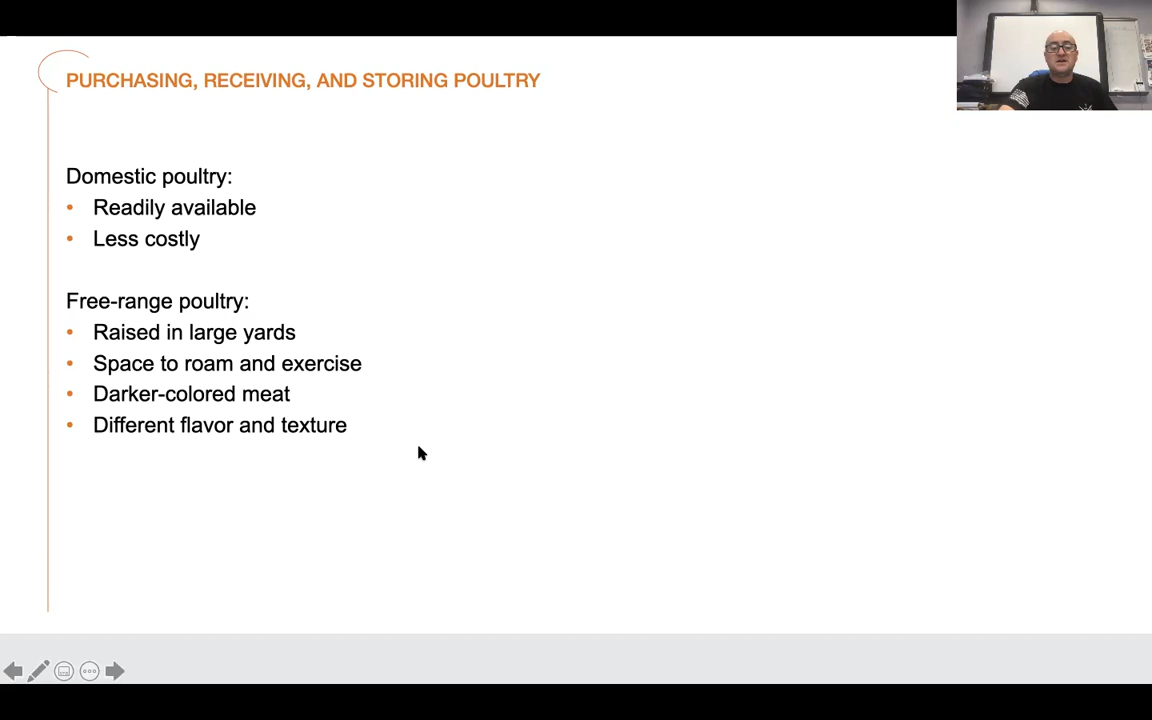 PURCHASING, RECEIVING, AND STORING POULTRY
Domestic poultry:
• Readily available
• Less costly
Free-range poultry:
• Raised in large yards
• Space to roam and exercise
• Darker-colored meat
• Different flavor and texture